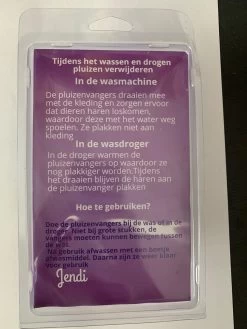 Tijdens het wassen en drogen
pluizen verwijderen
In de wasmachine
De pluizenvangers draaien mee
met de kleding en zorgen ervoor
dat dieren haren loskomen,
waardoor deze met het water weg
spoelen. Ze plakken niet aan
kleding
In de wasdroger
In de droger warmen de
pluizenvangers op waardoor ze
nog plakkiger worden.Tijdens
het draaien blijven de haren aan
de pluizenvanger plakken
Hoe te gebruiken?
Doe de pluizenvangers bij de was of in de
droger. Niet bij grote stukken, de
vangers moeten kunnen bewegen tussen
de was.
Na gebruik afwassen met een beetje
afwasmiddel. Daarna zijn ze weer klaar
voor gebruik
Jendi